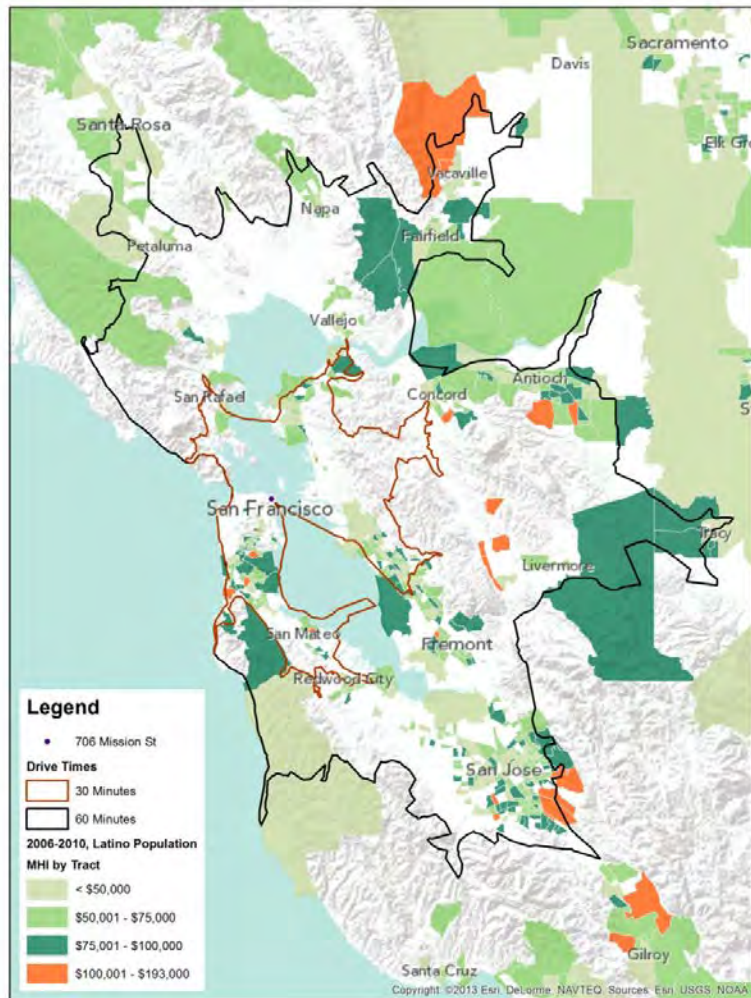 Sacramento
Davis
Elk Gro
Santa Rosa
Vacaville
Napa
Fairfield
Petaluma
Vallejo
San Rafael
Concord
Antioch
S
San Francisco
Tracy
Livermore
San Mateo
Fremont
Redwood City
San Jose
Gilroy
Santa Cruz
Legend
706 Mission St
Drive Times
30 Minutes
60 Minutes
2006-2010, Latino Population
MHI by Tract
< $50,000
$50,001 - $75,000
$75,001 - $100,000
$100,001 - $193,000
Copyright: ©2013 Esri, DeLorme, NAVTEQ, Sources: Esri, USGS, NOAA